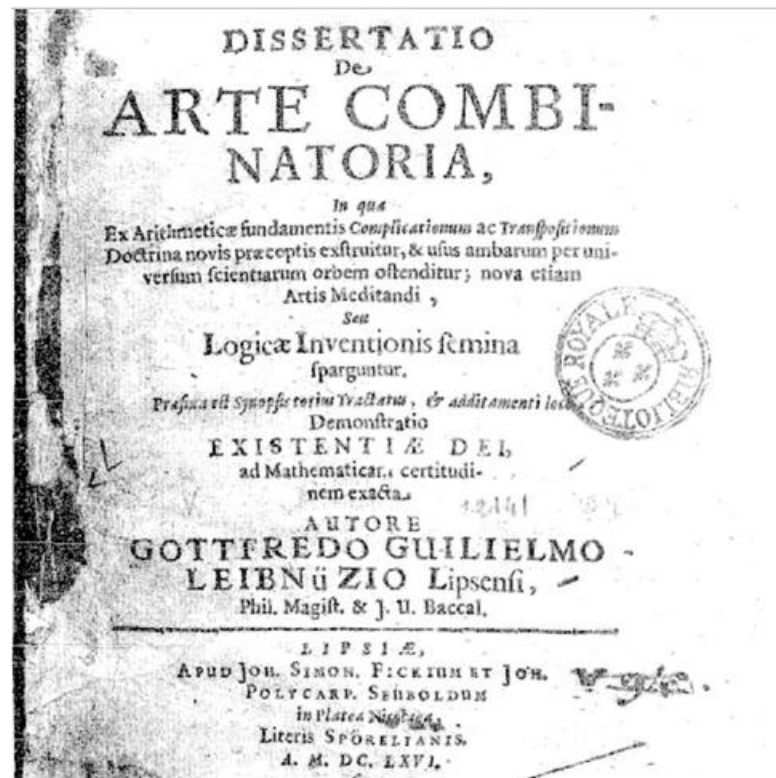 DISSERTATIO
De
ARTE COMBI-
NATORIA,
In qua
Ex Arithmeticæ fundamentis Complicationum ac Transpositionum
Doctrina novis præceptis exstruitur, & usus ambarum per uni-
versum scientiarum orbem ostenditur; nova etiam
Artis Meditandi,
Seu
Logicæ Inventionis semina
sparguntur.
Præfixa est Synopsis totius Tractatus, & additamenti loco
Demonstratio
EXISTENTIÆ DEI,
ad Mathematicam certitudi-
nem exacta.
AUTORE
GOTTFREDO GUILIELMO
LEIBNüZIO Lipsensi,
Phil. Magist. & J. U. Baccal.
LIPSIÆ,
APUD JOH. SIMON. FICKIUM ET JOH.
POLYCARP. SEUBOLDUM
in Platea
Literis SPÖRELIANIS.
A. M. DC. LXVI.
BIBLIOTEQUE ROYALE